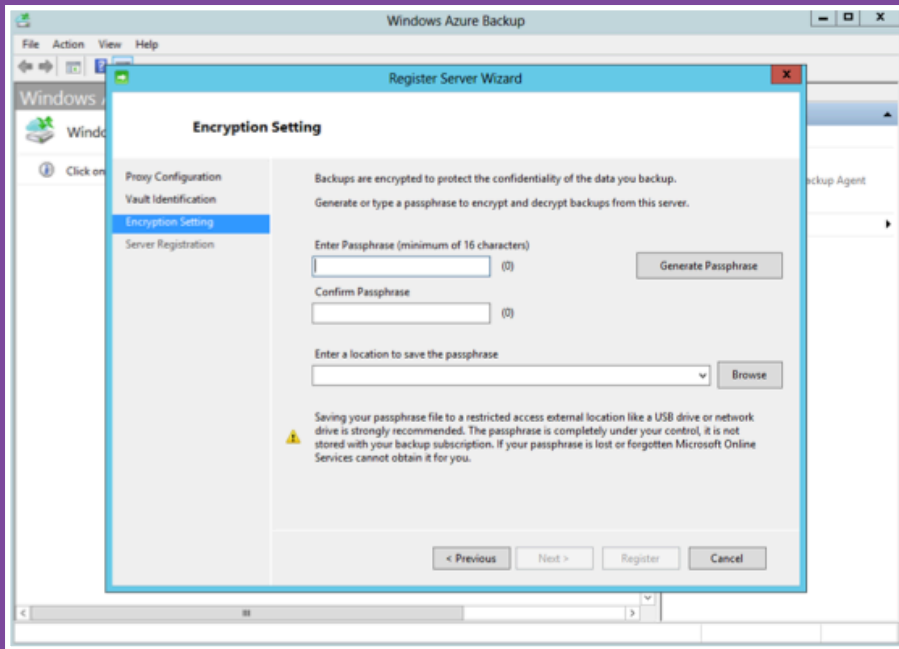 Windows Azure Backup
File Action View Help
Register Server Wizard
Windows
Encryption Setting
Click on
Proxy Configuration
Vault Identification
Encryption Setting
Server Registration
Backups are encrypted to protect the confidentiality of the data you backup.
Generate or type a passphrase to encrypt and decrypt backups from this server.
Enter Passphrase (minimum of 16 characters)
(0)
Generate Passphrase
Confirm Passphrase
(0)
Enter a location to save the passphrase
Browse
Saving your passphrase file to a restricted access external location like a USB drive or network
drive is strongly recommended. The passphrase is completely under your control, it is not
stored with your backup subscription. If your passphrase is lost or forgotten Microsoft Online
Services cannot obtain it for you.
< Previous
Next >
Register
Cancel
Agent